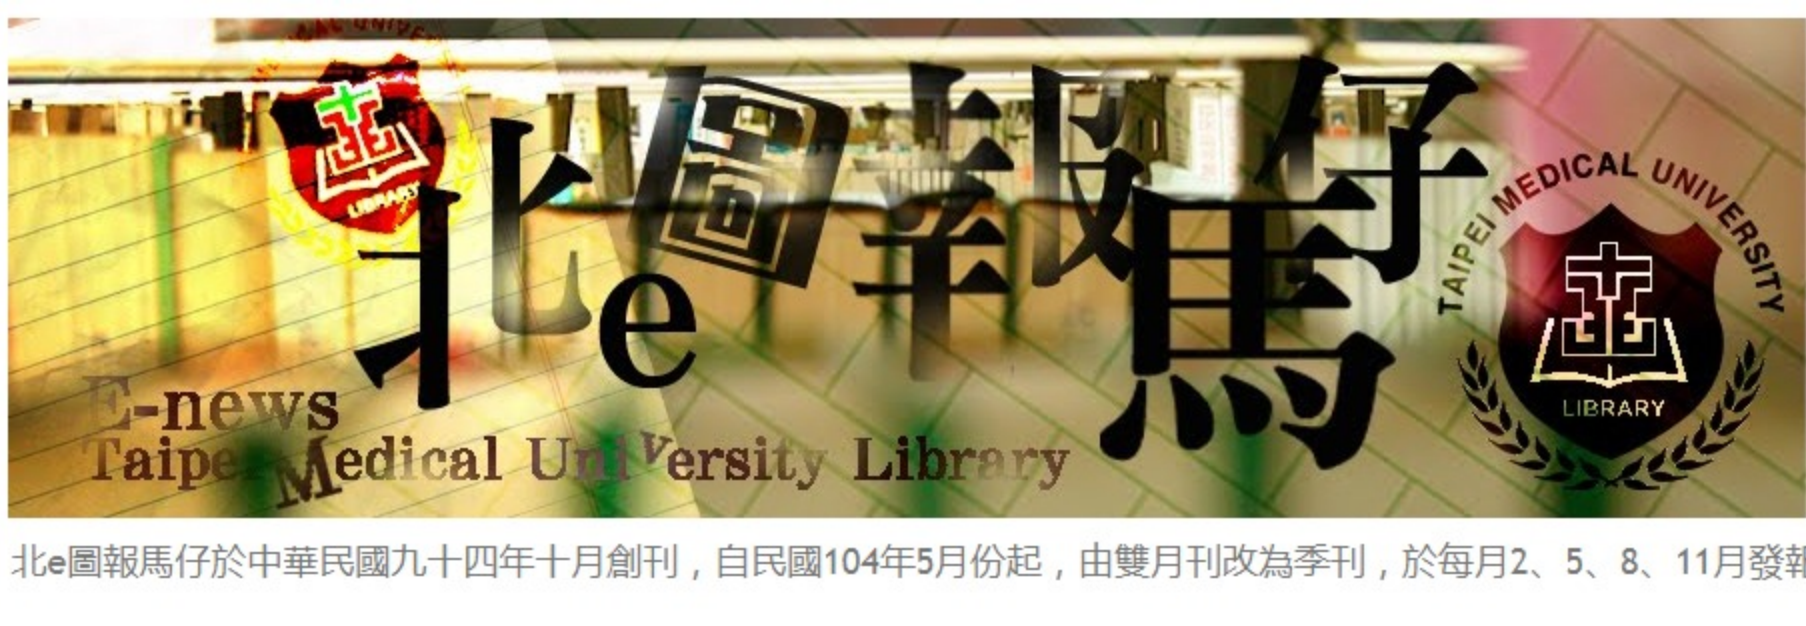 MEDICAL UNIVE
LIBRARY
北e圖報馬仔
E-news
Taipei Medical University Library
TAIPEI MEDICAL UNIVERSITY
LIBRARY
北e圖報馬仔於中華民國九十四年十月創刊，自民國104年5月份起，由雙月刊改為季刊，於每月2、5、8、11月發報